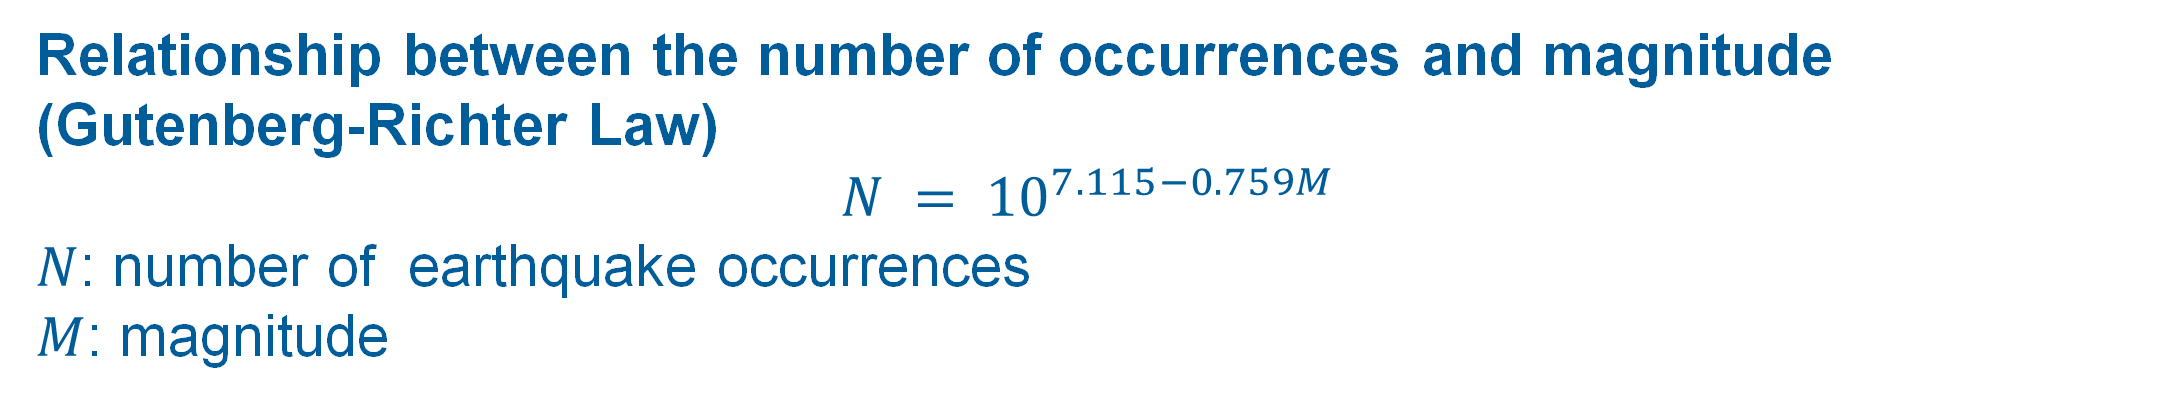 Relationship between the number of occurrences and magnitude
(Gutenberg-Richter Law)
N = 10^{7.115−0.759M}
N: number of earthquake occurrences
M: magnitude